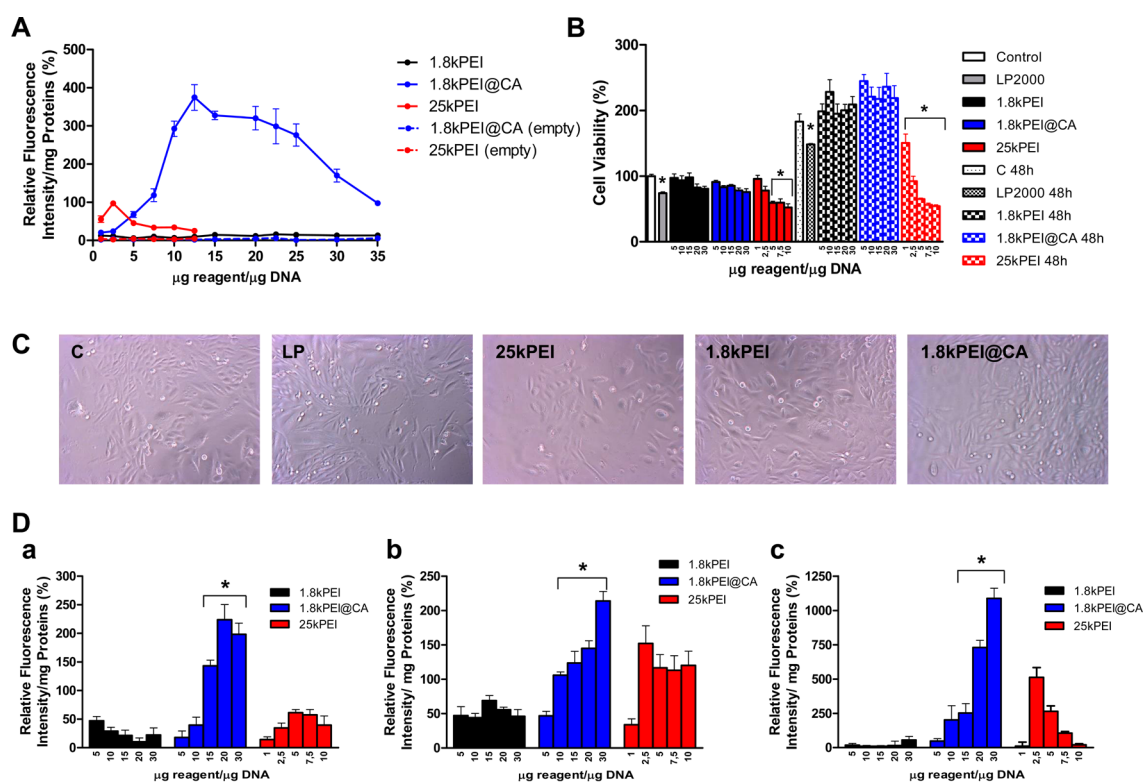 A
Relative Fluorescence
Intensity/mg Proteins (%)
500
400
300
200
100
0
0 5 10 15 20 25 30 35
μg reagent/μg DNA
1.8kPEI
1.8kPEI@CA
25kPEI
1.8kPEI@CA (empty)
25kPEI (empty)
B
Cell Viability (%)
300
200
100
0
* * * *
5 10 15 20 30 5 10 15 20 30 1 2,5 5 7,5 10 5 10 15 20 30 5 10 15 20 30 1 2,5 5 7,5 10
μg reagent/μg DNA
Control
LP2000
1.8kPEI
1.8kPEI@CA
25kPEI
C 48h
LP2000 48h
1.8kPEI 48h
1.8kPEI@CA 48h
25kPEI 48h
C
C
LP
25kPEI
1.8kPEI
1.8kPEI@CA
D
a
Relative Fluorescence
Intensity/mg Proteins (%)
300
250
200
150
100
50
0
*
5 10 15 20 30 5 10 15 20 30 1 2,5 5 7,5 10
μg reagent/μg DNA
1.8kPEI
1.8kPEI@CA
25kPEI
b
Relative Fluorescence
Intensity/ mg Proteins (%)
250
200
150
100
50
0
*
5 10 15 20 30 5 10 15 20 30 1 2,5 5 7,5 10
μg reagent/μg DNA
1.8kPEI
1.8kPEI@CA
25kPEI
c
Relative Fluorescence
Intensity/ mg Proteins (%)
1250
1000
750
500
250
0
*
5 10 15 20 30 5 10 15 20 30 1 2,5 5 7,5 10
μg reagent/μg DNA
1.8kPEI
1.8kPEI@CA
25kPEI